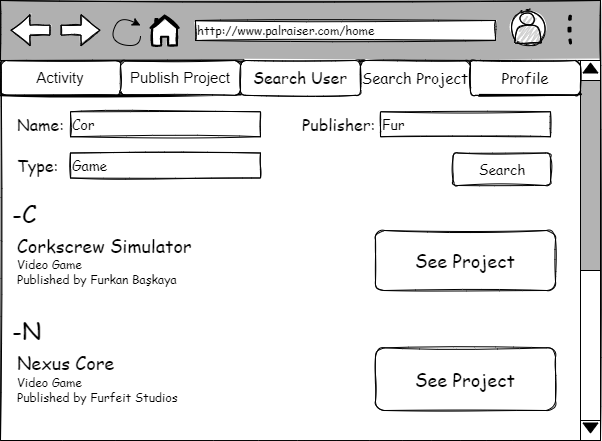 http://www.palraiser.com/home
Activity Publish Project Search User Search Project Profile
Name: Cor Publisher: Fur
Type: Game Search
-C
Corkscrew Simulator
Video Game
Published by Furkan Başkaya
See Project
-N
Nexus Core
Video Game
Published by Furfeit Studios
See Project